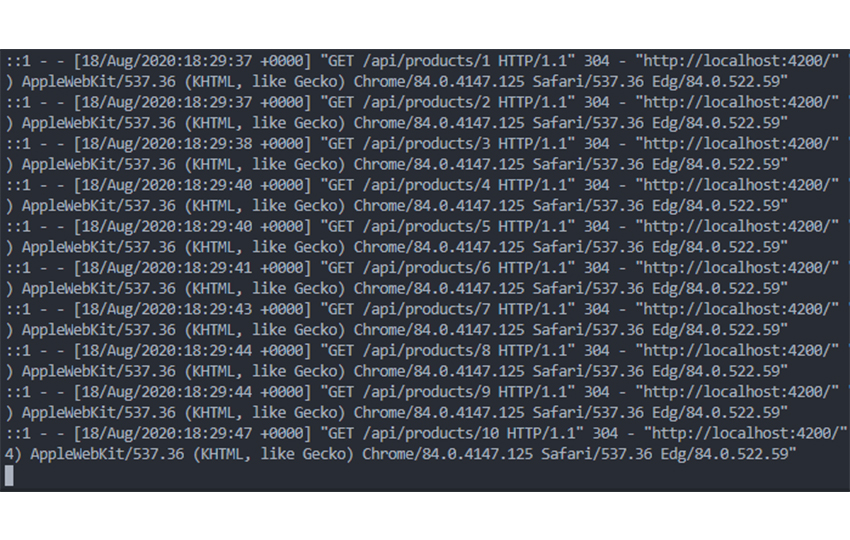 ::1 - - [18/Aug/2020:18:29:37 +0000] "GET /api/products/1 HTTP/1.1" 304 - "http://localhost:4200/" "
) AppleWebKit/537.36 (KHTML, like Gecko) Chrome/84.0.4147.125 Safari/537.36 Edg/84.0.522.59"
::1 - - [18/Aug/2020:18:29:37 +0000] "GET /api/products/2 HTTP/1.1" 304 - "http://localhost:4200/" "
) AppleWebKit/537.36 (KHTML, like Gecko) Chrome/84.0.4147.125 Safari/537.36 Edg/84.0.522.59"
::1 - - [18/Aug/2020:18:29:38 +0000] "GET /api/products/3 HTTP/1.1" 304 - "http://localhost:4200/" "
) AppleWebKit/537.36 (KHTML, like Gecko) Chrome/84.0.4147.125 Safari/537.36 Edg/84.0.522.59"
::1 - - [18/Aug/2020:18:29:40 +0000] "GET /api/products/4 HTTP/1.1" 304 - "http://localhost:4200/" "
) AppleWebKit/537.36 (KHTML, like Gecko) Chrome/84.0.4147.125 Safari/537.36 Edg/84.0.522.59"
::1 - - [18/Aug/2020:18:29:40 +0000] "GET /api/products/5 HTTP/1.1" 304 - "http://localhost:4200/" "
) AppleWebKit/537.36 (KHTML, like Gecko) Chrome/84.0.4147.125 Safari/537.36 Edg/84.0.522.59"
::1 - - [18/Aug/2020:18:29:41 +0000] "GET /api/products/6 HTTP/1.1" 304 - "http://localhost:4200/" "
) AppleWebKit/537.36 (KHTML, like Gecko) Chrome/84.0.4147.125 Safari/537.36 Edg/84.0.522.59"
::1 - - [18/Aug/2020:18:29:43 +0000] "GET /api/products/7 HTTP/1.1" 304 - "http://localhost:4200/" "
) AppleWebKit/537.36 (KHTML, like Gecko) Chrome/84.0.4147.125 Safari/537.36 Edg/84.0.522.59"
::1 - - [18/Aug/2020:18:29:44 +0000] "GET /api/products/8 HTTP/1.1" 304 - "http://localhost:4200/" "
) AppleWebKit/537.36 (KHTML, like Gecko) Chrome/84.0.4147.125 Safari/537.36 Edg/84.0.522.59"
::1 - - [18/Aug/2020:18:29:44 +0000] "GET /api/products/9 HTTP/1.1" 304 - "http://localhost:4200/" "
) AppleWebKit/537.36 (KHTML, like Gecko) Chrome/84.0.4147.125 Safari/537.36 Edg/84.0.522.59"
::1 - - [18/Aug/2020:18:29:47 +0000] "GET /api/products/10 HTTP/1.1" 304 - "http://localhost:4200/"
4) AppleWebKit/537.36 (KHTML, like Gecko) Chrome/84.0.4147.125 Safari/537.36 Edg/84.0.522.59"